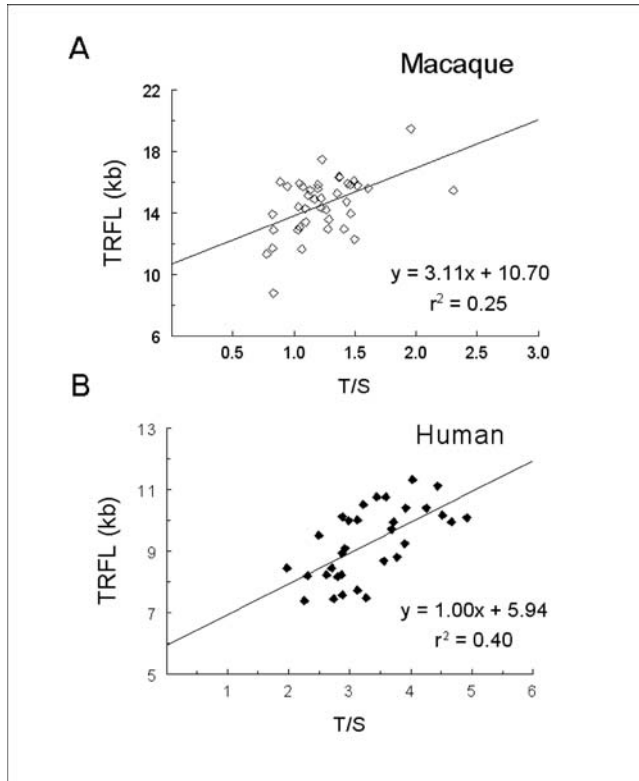 A
Macaque
22
18
14
10
6
TRFL (kb)
y = 3.11x + 10.70
r² = 0.25
0.5 1.0 1.5 2.0 2.5 3.0
T/S
B
Human
13
11
9
7
5
TRFL (kb)
y = 1.00x + 5.94
r² = 0.40
1 2 3 4 5 6
T/S